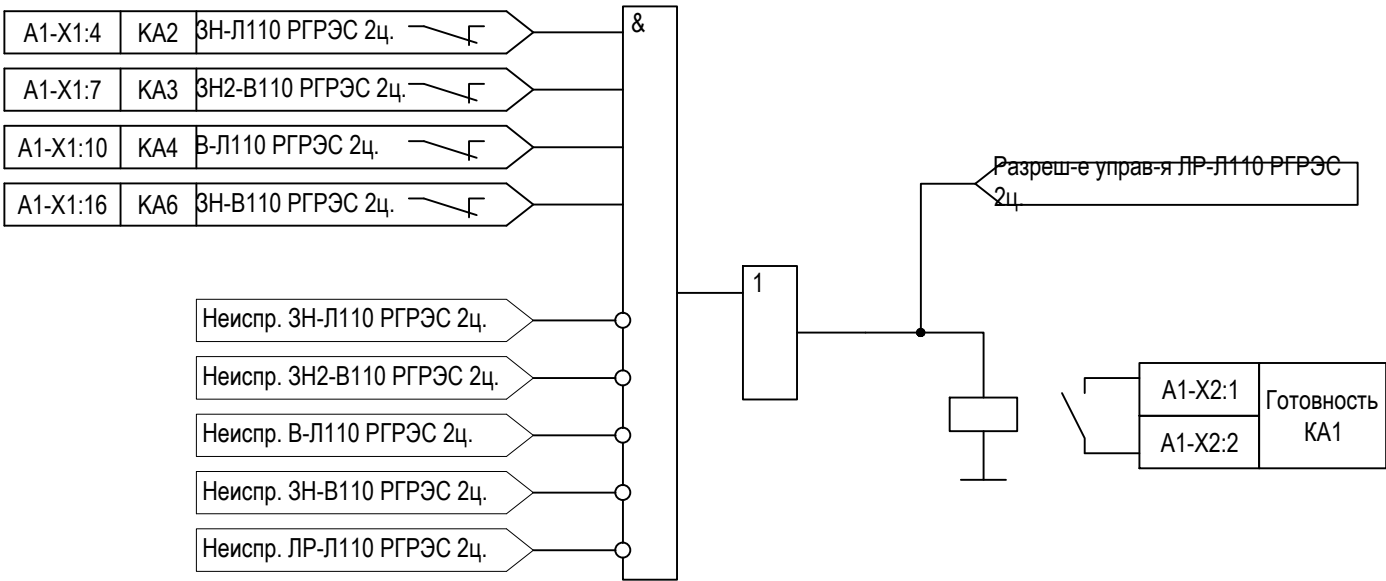 A1-X1:4 KA2 ЗН-Л110 РГРЭС 2ц.
A1-X1:7 KA3 ЗН2-В110 РГРЭС 2ц.
A1-X1:10 KA4 В-Л110 РГРЭС 2ц.
A1-X1:16 KA6 ЗН-В110 РГРЭС 2ц.
&
Неиспр. ЗН-Л110 РГРЭС 2ц.
Неиспр. ЗН2-В110 РГРЭС 2ц.
Неиспр. В-Л110 РГРЭС 2ц.
Неиспр. ЗН-В110 РГРЭС 2ц.
Неиспр. ЛР-Л110 РГРЭС 2ц.
1
Разреш-е управ-я ЛР-Л110 РГРЭС
2ц.
A1-X2:1
A1-X2:2
Готовность
КА1